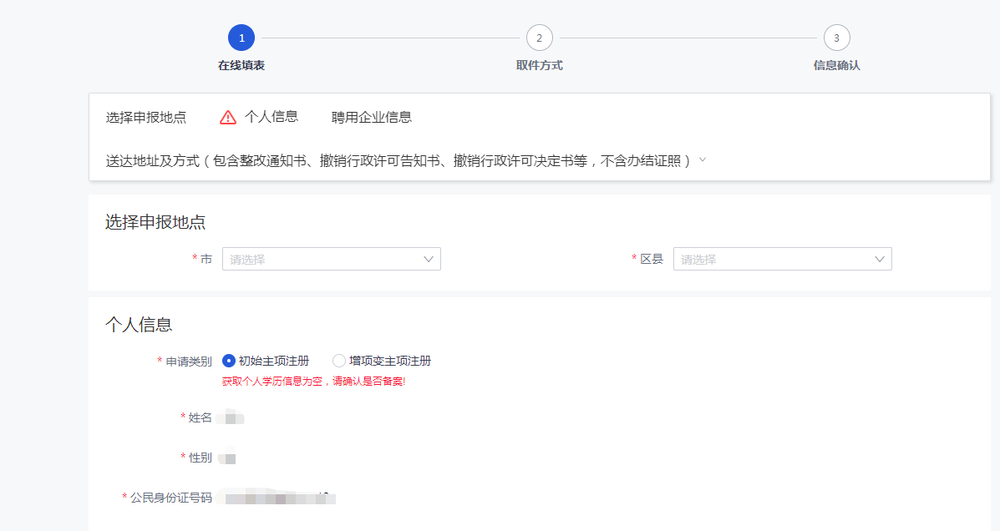 1 2 3
在线填表 取件方式 信息确认
选择申报地点 个人信息 聘用企业信息
送达地址及方式（包含整改通知书、撤销行政许可告知书、撤销行政许可决定书等，不含办结证照）
选择申报地点
* 市 请选择 * 区县 请选择
个人信息
* 申请类别 初始主项注册 增项变主项注册
获取个人学历信息为空，请确认是否备案!
* 姓名
* 性别
* 公民身份证号码